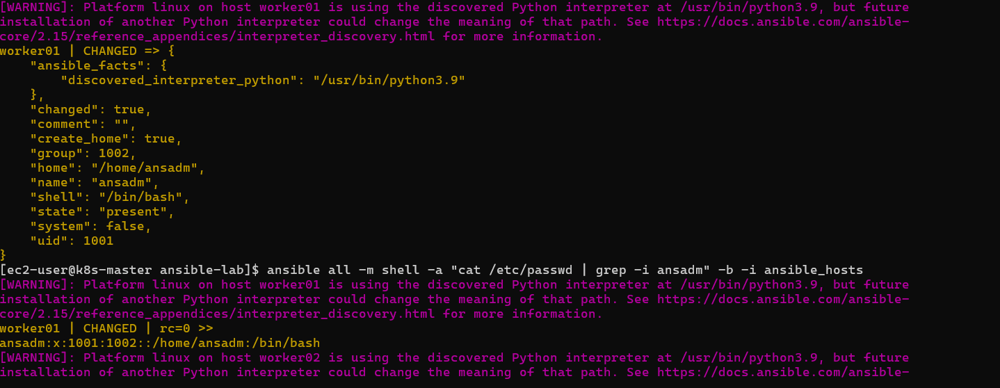 [WARNING]: Platform linux on host worker01 is using the discovered Python interpreter at /usr/bin/python3.9, but future
installation of another Python interpreter could change the meaning of that path. See https://docs.ansible.com/ansible-
core/2.15/reference_appendices/interpreter_discovery.html for more information.
worker01 | CHANGED => {
    "ansible_facts": {
        "discovered_interpreter_python": "/usr/bin/python3.9"
    },
    "changed": true,
    "comment": "",
    "create_home": true,
    "group": 1002,
    "home": "/home/ansadm",
    "name": "ansadm",
    "shell": "/bin/bash",
    "state": "present",
    "system": false,
    "uid": 1001
}
[ec2-user@k8s-master ansible-lab]$ ansible all -m shell -a "cat /etc/passwd | grep -i ansadm" -b -i ansible_hosts
[WARNING]: Platform linux on host worker01 is using the discovered Python interpreter at /usr/bin/python3.9, but future
installation of another Python interpreter could change the meaning of that path. See https://docs.ansible.com/ansible-
core/2.15/reference_appendices/interpreter_discovery.html for more information.
worker01 | CHANGED | rc=0 >>
ansadm:x:1001:1002::/home/ansadm:/bin/bash
[WARNING]: Platform linux on host worker02 is using the discovered Python interpreter at /usr/bin/python3.9, but future
installation of another Python interpreter could change the meaning of that path. See https://docs.ansible.com/ansible-